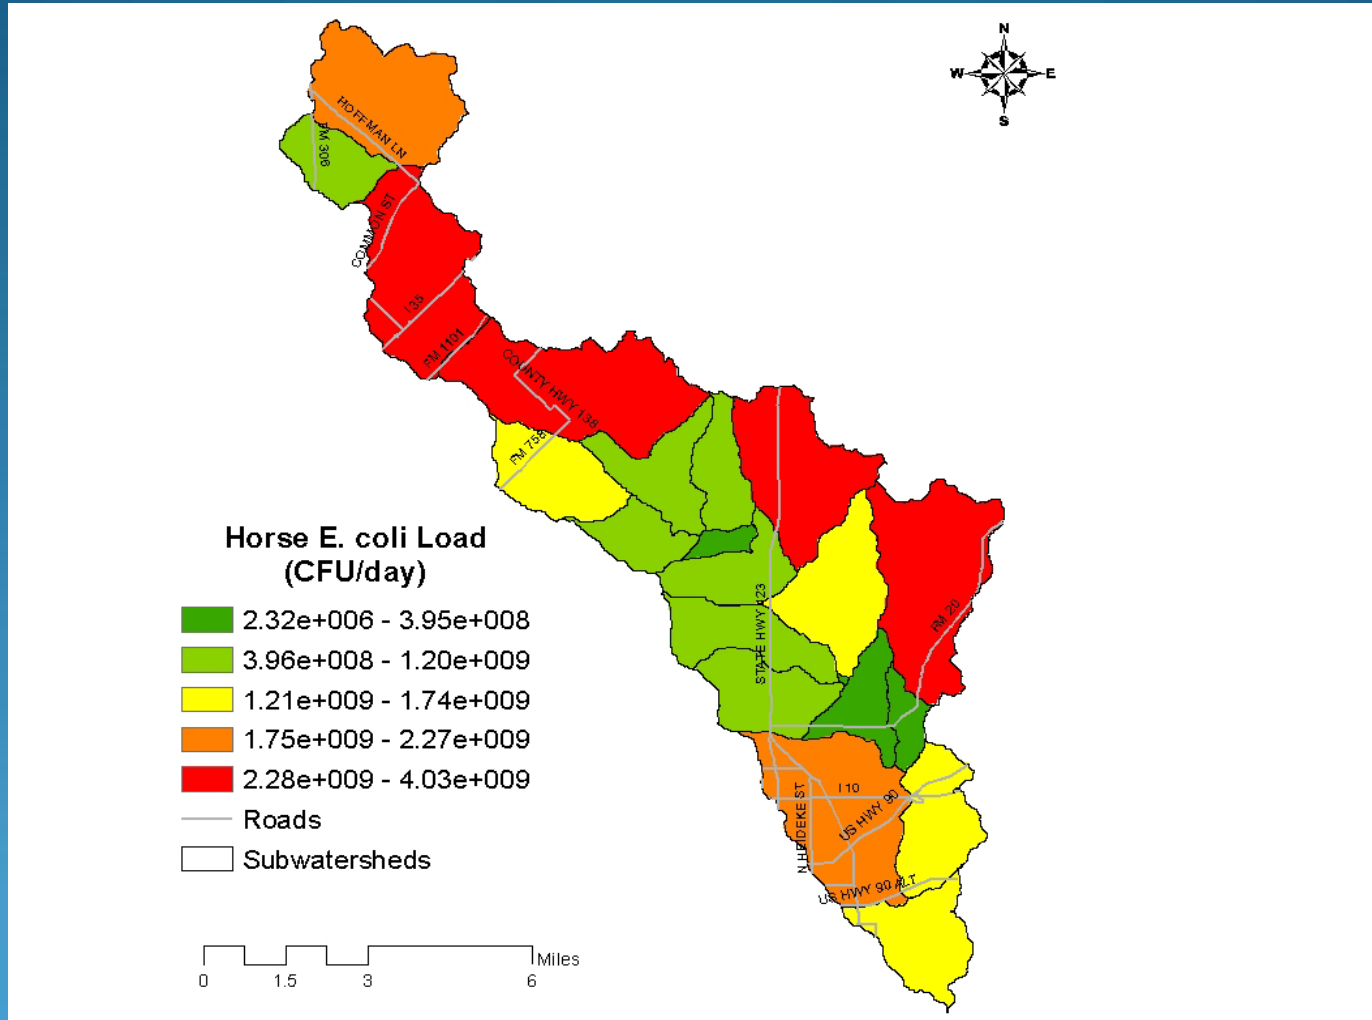 N
W E
S
HOFFMAN LN
FM 306
COMMON ST
I 35
FM 1101
COUNTY HWY 138
FM 758
STATE HWY 123
FM 20
I 10
US HWY 90
N HEIDEKE ST
US HWY 90 ALT
Horse E. coli Load
(CFU/day)
2.32e+006 - 3.95e+008
3.96e+008 - 1.20e+009
1.21e+009 - 1.74e+009
1.75e+009 - 2.27e+009
2.28e+009 - 4.03e+009
Roads
Subwatersheds
Miles
0 1.5 3 6